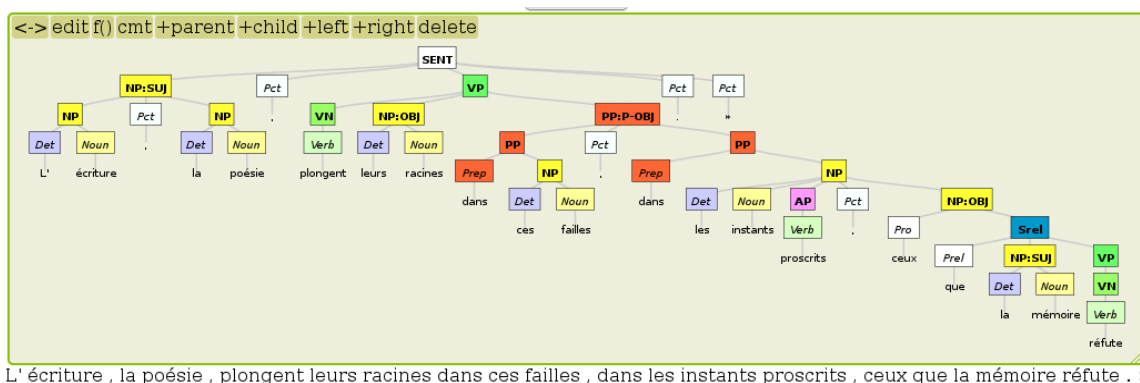 <-> edit f() cmt +parent +child +left +right delete
SENT
NP:SUJ Pct VP Pct Pct
NP Pct NP , VN NP:OBJ PP:P-OBJ . *
Det Noun , Det Noun Verb Det Noun PP Pct PP
L' écriture la poésie plongent leurs racines Prep NP , Prep NP
dans Det Noun dans Det Noun AP Pct NP:OBJ
ces failles les instants Verb , Pro Srel
proscrits ceux Prel NP:SUJ VP
que Det Noun VN
la mémoire Verb
réfute
L' écriture , la poésie , plongent leurs racines dans ces failles , dans les instants proscrits , ceux que la mémoire réfute .